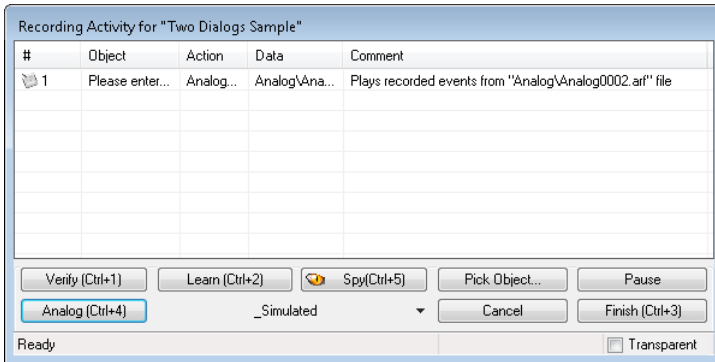 Recording Activity for "Two Dialogs Sample"
# Object Action Data Comment
1 Please enter... Analog... Analog\Ana... Plays recorded events from "Analog\Analog0002.arf" file
Verify (Ctrl+1) Learn (Ctrl+2) Spy(Ctrl+5) Pick Object... Pause
Analog (Ctrl+4) _Simulated Cancel Finish (Ctrl+3)
Ready Transparent